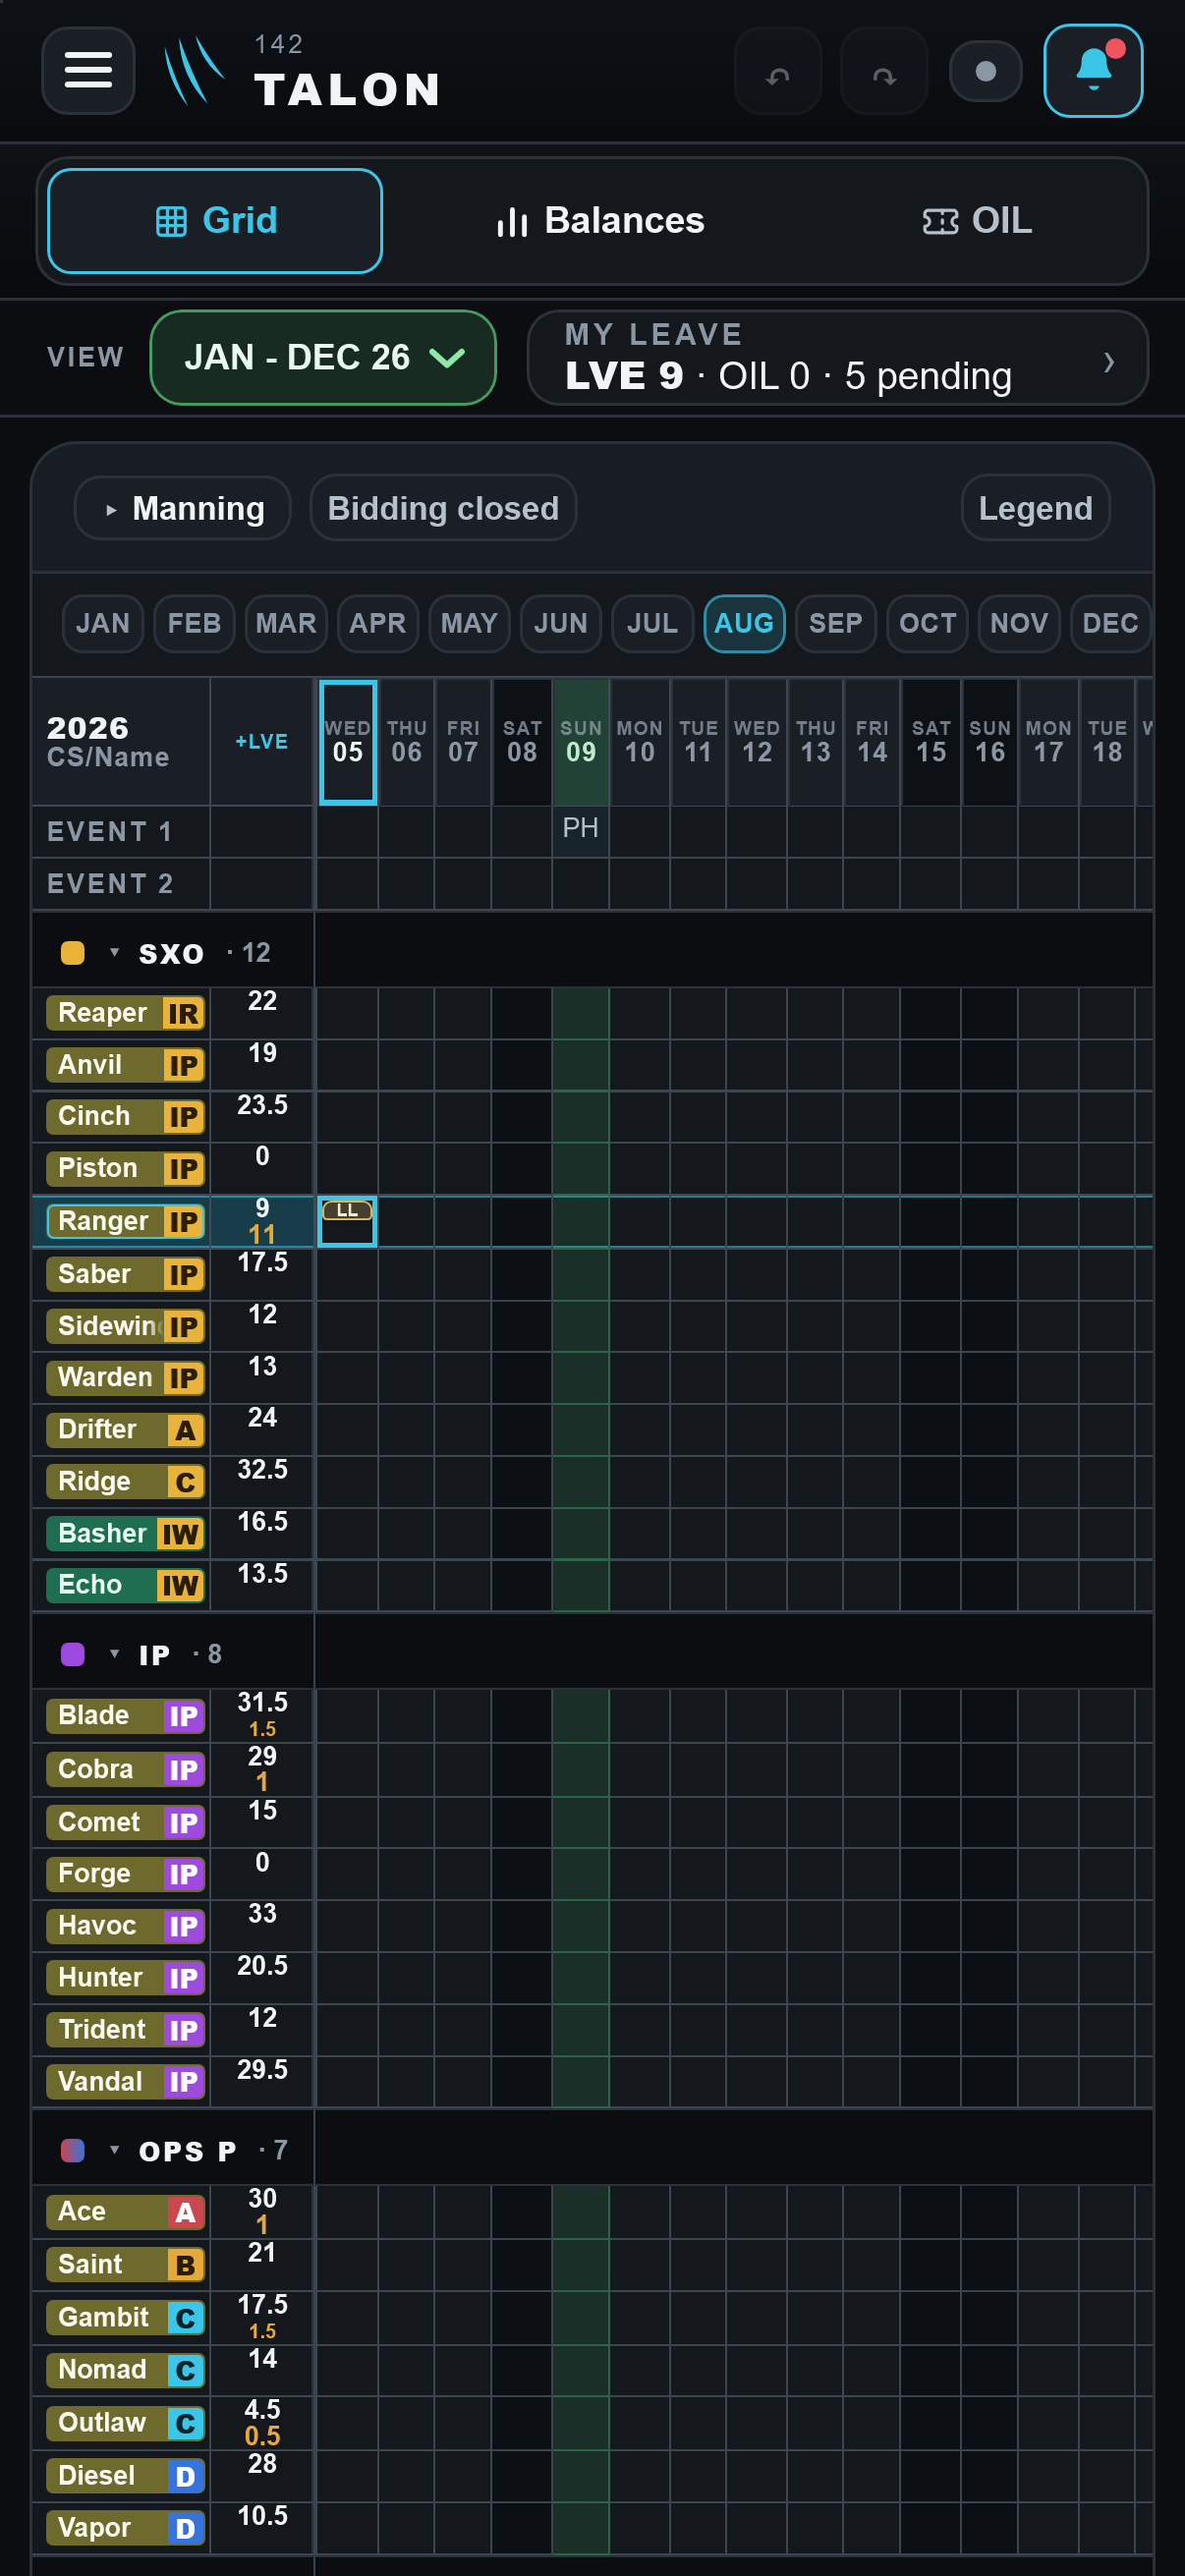 142
TALON
Grid
Balances
OIL
VIEW
JAN - DEC 26
MY LEAVE
LVE 9 · OIL 0 · 5 pending
Manning
Bidding closed
Legend
JAN FEB MAR APR MAY JUN JUL AUG SEP OCT NOV DEC
2026
CS/Name
+LVE
WED THU FRI SAT SUN MON TUE WED THU FRI SAT SUN MON TUE
05 06 07 08 09 10 11 12 13 14 15 16 17 18
EVENT 1 PH
EVENT 2
SXO · 12
Reaper IR 22
Anvil IP 19
Cinch IP 23.5
Piston IP 0
Ranger IP 9 LL
11
Saber IP 17.5
Sidewin IP 12
Warden IP 13
Drifter A 24
Ridge C 32.5
Basher IW 16.5
Echo IW 13.5
IP · 8
Blade IP 31.5
1.5
Cobra IP 29
1
Comet IP 15
Forge IP 0
Havoc IP 33
Hunter IP 20.5
Trident IP 12
Vandal IP 29.5
OPS P · 7
Ace A 30
1
Saint B 21
Gambit C 17.5
1.5
Nomad C 14
Outlaw C 4.5
0.5
Diesel D 28
Vapor D 10.5